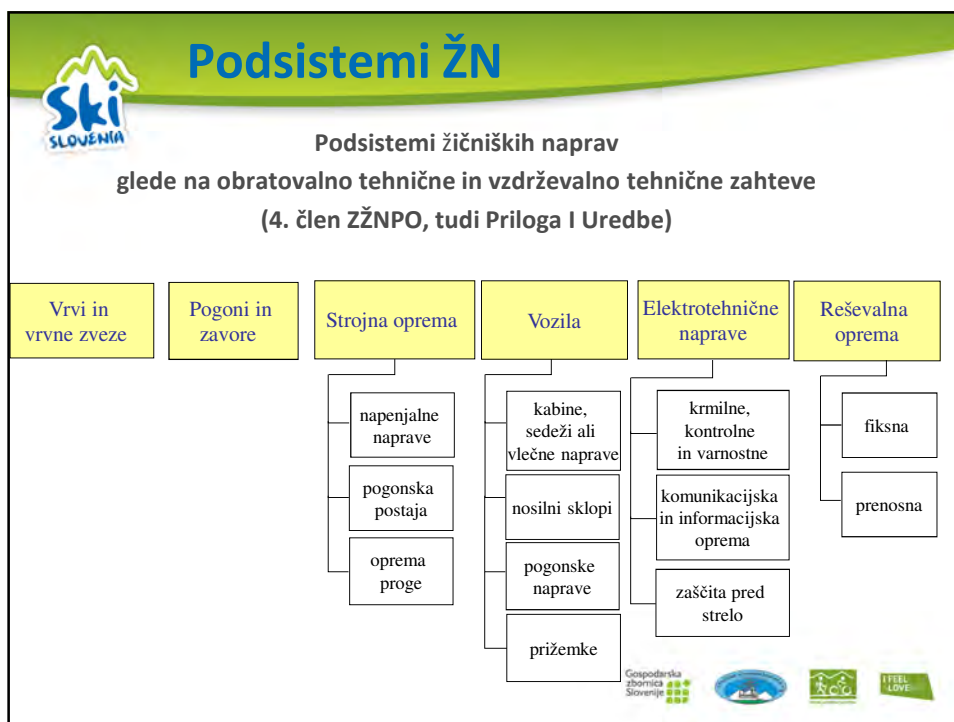 Podsistemi ŽN
Ski
SLOVENIA
Podsistemi žičniških naprav
glede na obratovalno tehnične in vzdrževalno tehnične zahteve
(4. člen ZŽNPO, tudi Priloga I Uredbe)
Vrvi in
vrvne zveze
Pogoni in
zavore
Strojna oprema
Vozila
Elektrotehnične
naprave
Reševalna
oprema
napenjalne
naprave
pogonska
postaja
oprema
proge
kabine,
sedeži ali
vlečne naprave
nosilni sklopi
pogonske
naprave
prižemke
krmilne,
kontrolne
in varnostne
komunikacijska
in informacijska
oprema
zaščita pred
strelo
fiksna
prenosna
Gospodarska
zbornica
Slovenije
I FEEL
SLOVENIA